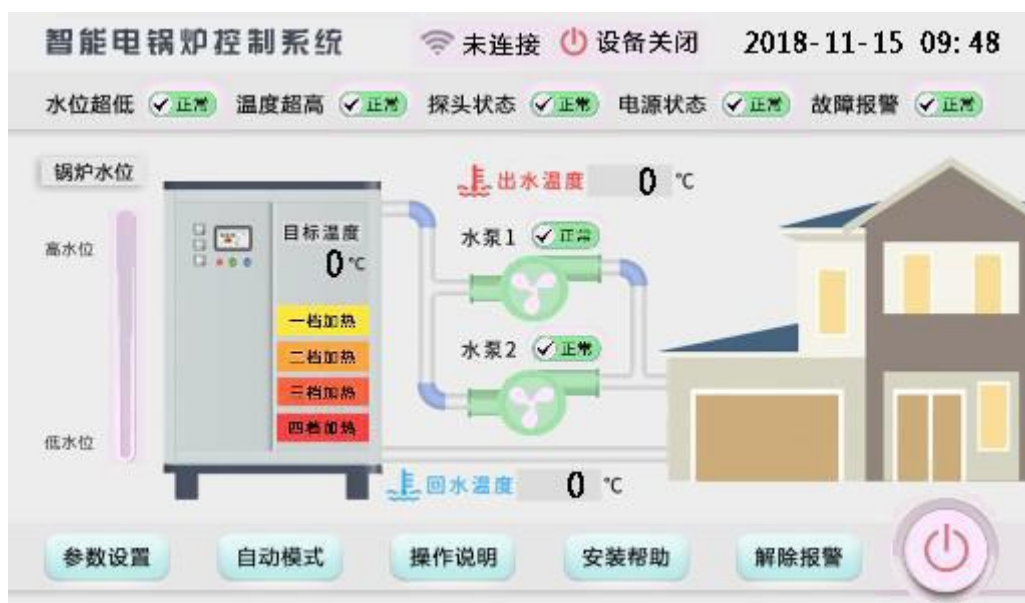 智能电锅炉控制系统 未连接 设备关闭 2018-11-15 09:48
水位超低 正常 温度超高 正常 探头状态 正常 电源状态 正常 故障报警 正常
锅炉水位
出水温度 0 ℃
高水位
目标温度
0 ℃
水泵1 正常
一档加热
二档加热
三档加热
四档加热
水泵2 正常
低水位
回水温度 0 ℃
参数设置 自动模式 操作说明 安装帮助 解除报警